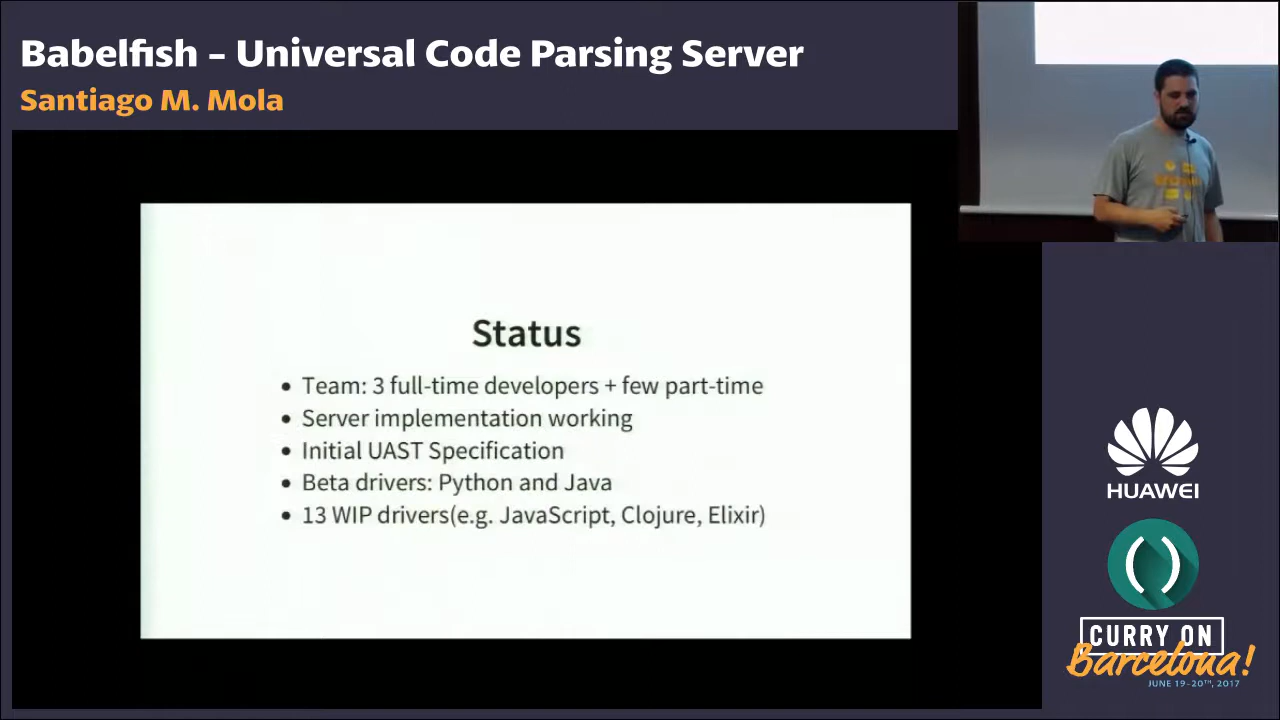 Babelfish – Universal Code Parsing Server
Santiago M. Mola
Status
• Team: 3 full-time developers + few part-time
• Server implementation working
• Initial UAST Specification
• Beta drivers: Python and Java
• 13 WIP drivers(e.g. JavaScript, Clojure, Elixir)
HUAWEI
CURRY ON
Barcelona!
JUNE 19-20TH, 2017